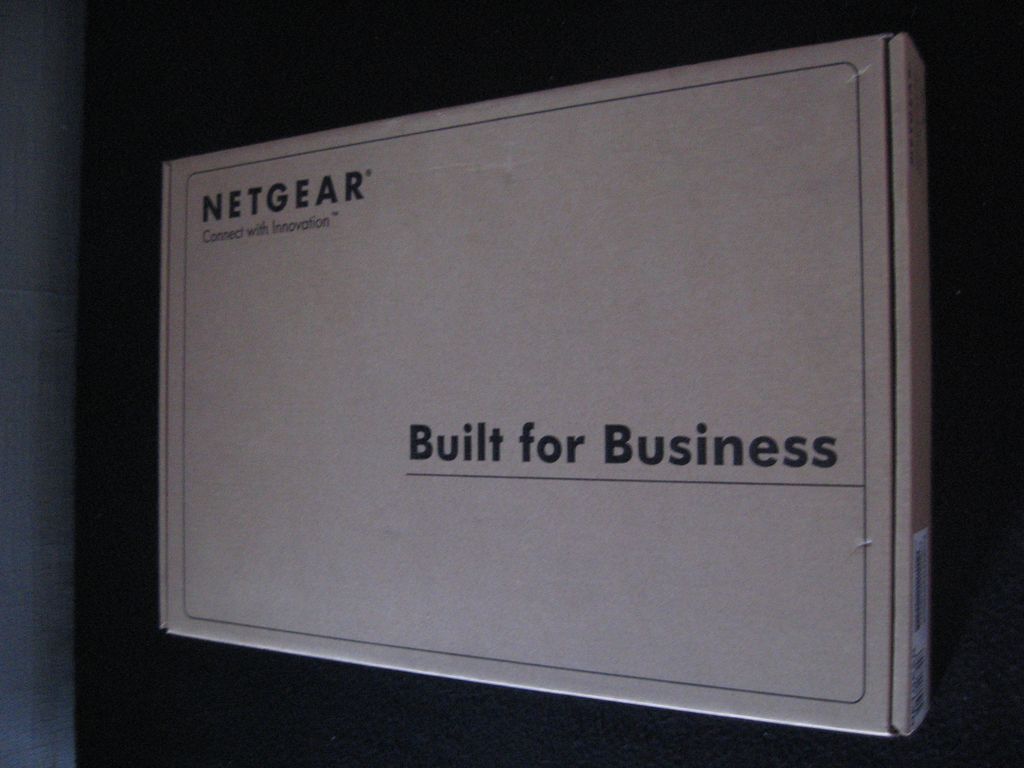 NETGEAR®
Connect with Innovation™
Built for Business